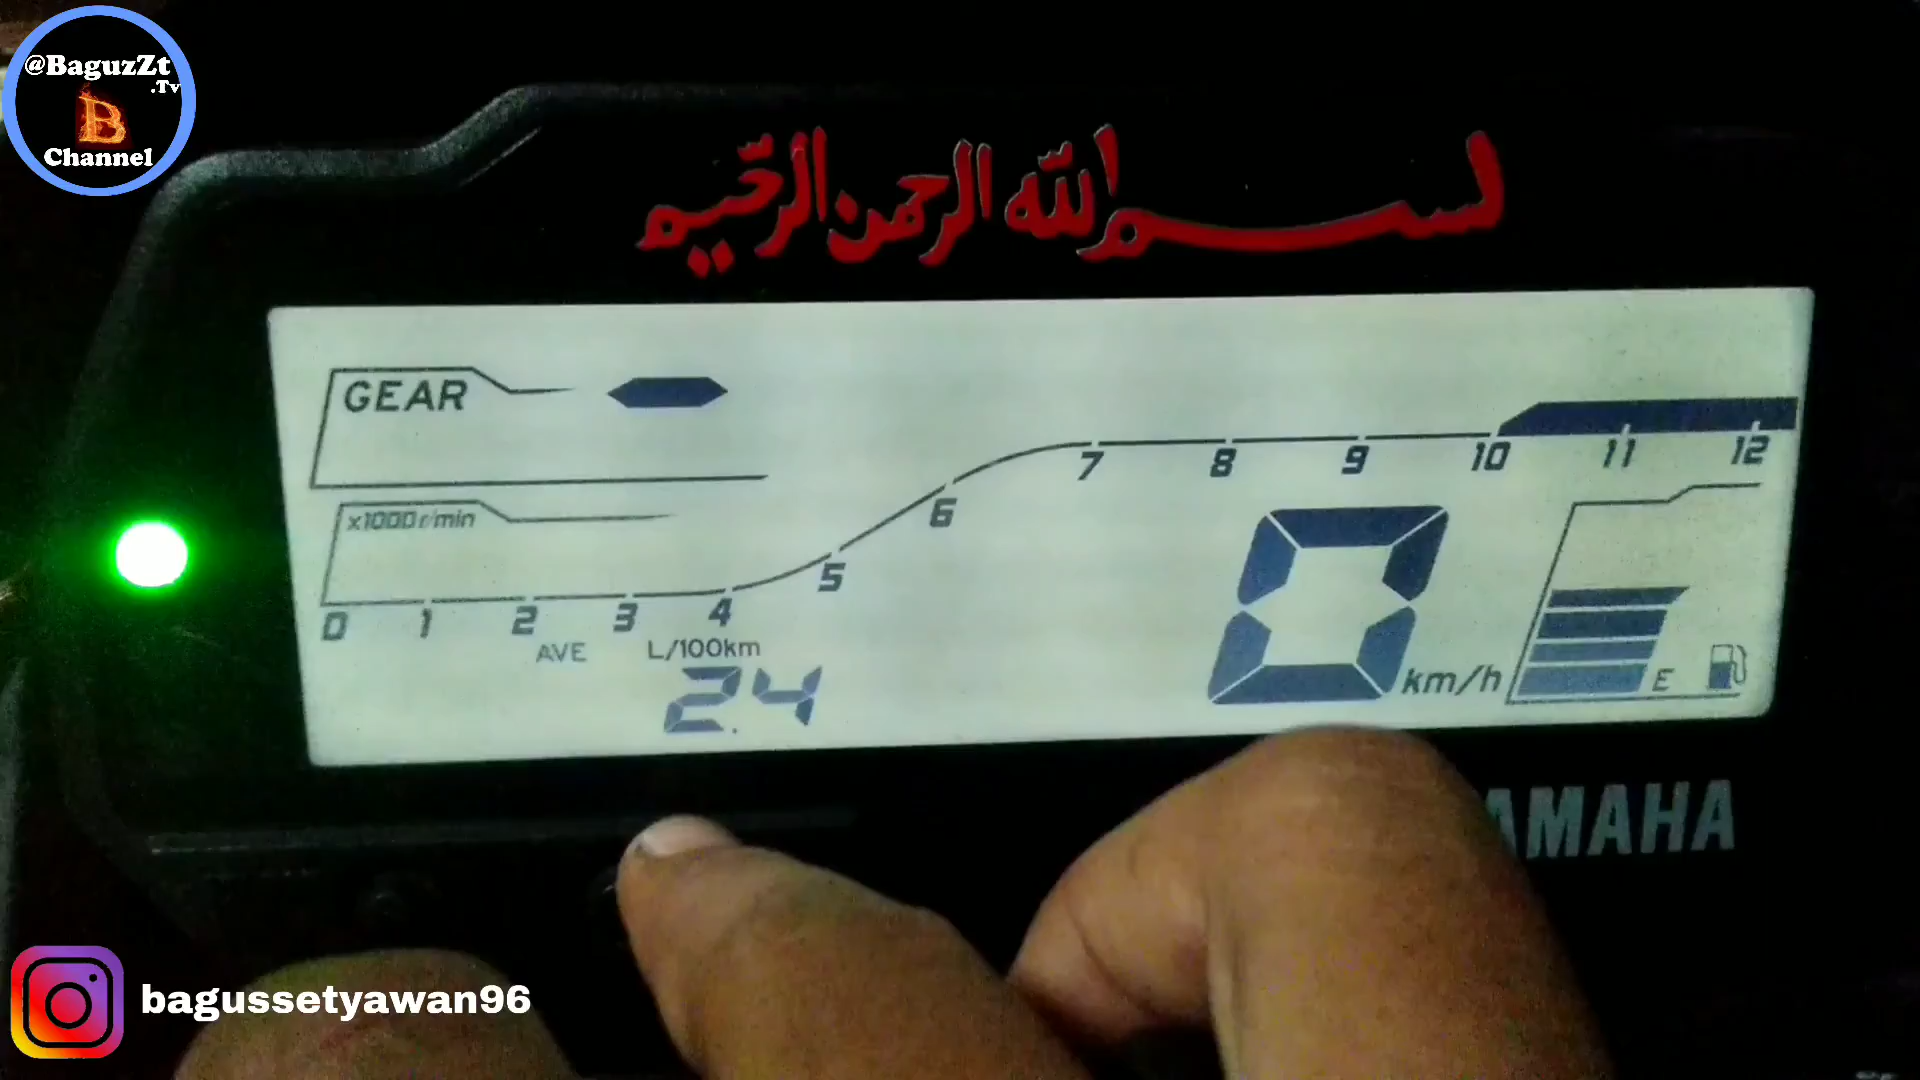 @BaguzZt
.Tv
B
Channel
بسم الله الرحمن الرحيم
GEAR
x1000 r/min
0 1 2 3 4 5 6 7 8 9 10 11 12
AVE L/100km
2.4
0 km/h
E
YAMAHA
bagussetyawan96